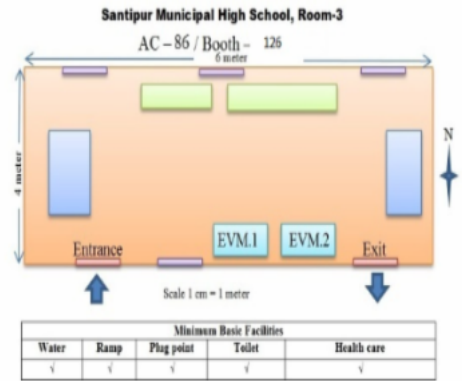 Santipur Municipal High School, Room-3
AC – 86 / Booth – 126
6 meter
4 meter
N
EVM.1 EVM.2
Entrance Exit
Scale 1 cm = 1 meter
Minimum Basic Facilities
Water Ramp Plug point Toilet Health care
√ √ √ √ √